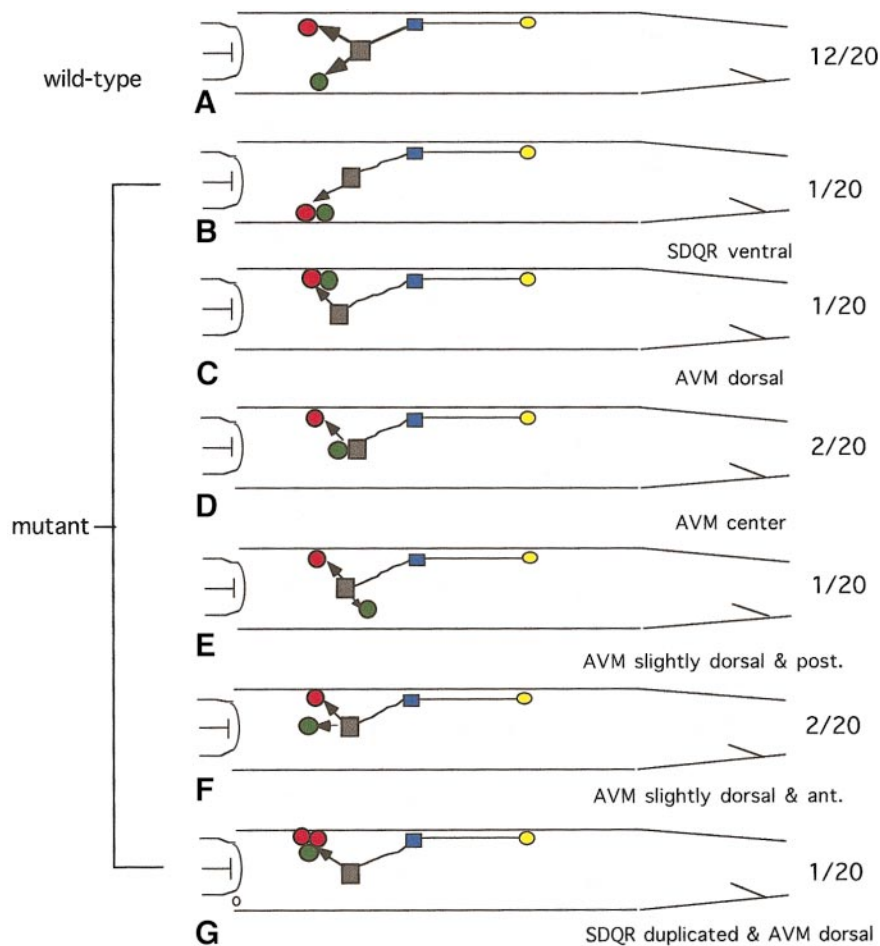 wild-type
A
12/20
B
1/20
SDQR ventral
C
1/20
AVM dorsal
mutant
D
2/20
AVM center
E
1/20
AVM slightly dorsal & post.
F
2/20
AVM slightly dorsal & ant.
G
1/20
SDQR duplicated & AVM dorsal